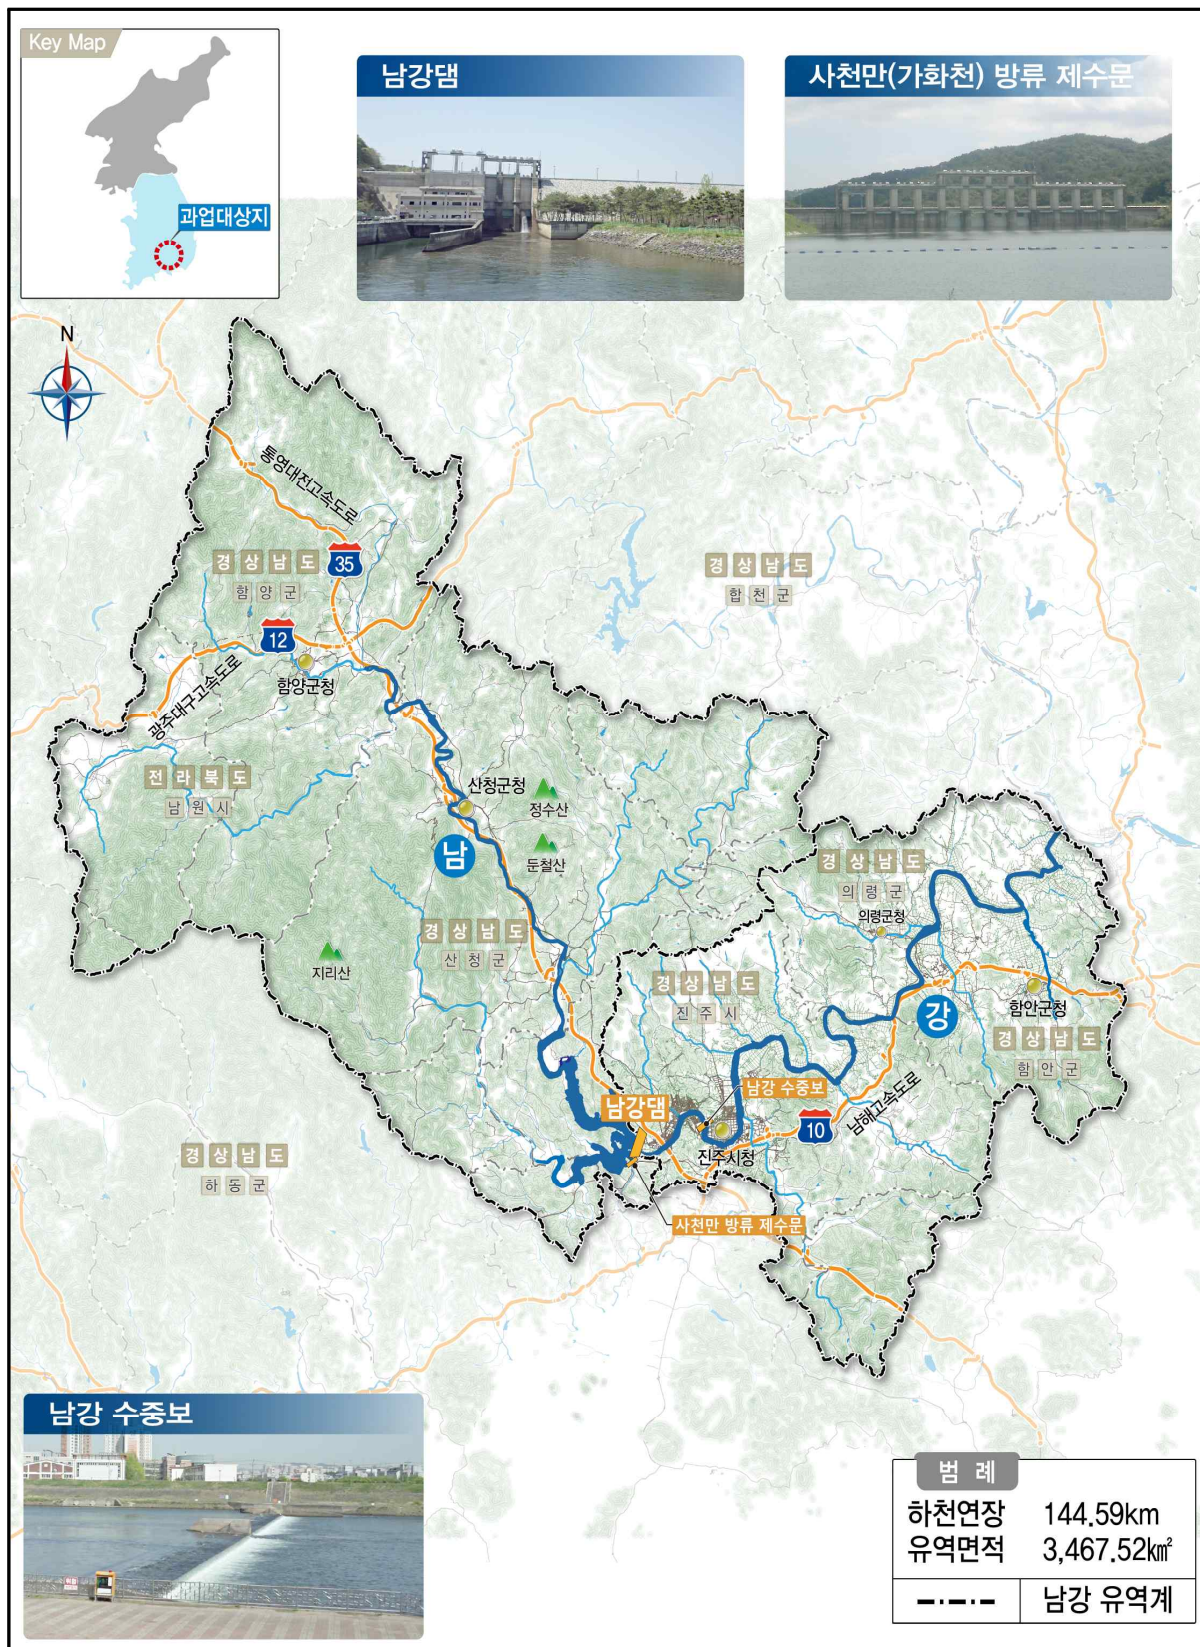 Key Map
과업대상지
남강댐
사천만(가화천) 방류 제수문
N
통영대전고속도로
경상남도
함양군
35
경상남도
합천군
12
함양군청
광주대구고속도로
전라북도
남원시
산청군청
정수산
둔철산
남
경상남도
의령군
의령군청
경상남도
산청군
지리산
경상남도
진주시
강
함안군청
경상남도
함안군
남강 수중보
남강댐
10
남해고속도로
진주시청
경상남도
하동군
사천만 방류 제수문
남강 수중보
범 례
하천연장 144.59km
유역면적 3,467.52㎢
남강 유역계